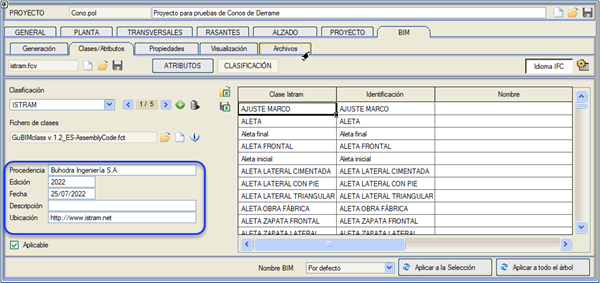 PROYECTO Cono.pol Proyecto para pruebas de Conos de Derrame
GENERAL PLANTA TRANSVERSALES RASANTES ALZADO PROYECTO BIM
Generación Clases/Atributos Propiedades Visualización Archivos
istram.fcv ATRIBUTOS CLASIFICACIÓN Idioma IFC
Clasificación
ISTRAM 1 / 5
Fichero de clases
GuBIMclass v.1.2_ES-AssemblyCode.fct
Procedencia Buhodra Ingeniería S.A.
Edición 2022
Fecha 25/07/2022
Descripción
Ubicación http://www.istram.net
Aplicable
Clase Istram Identificación Nombre
AJUSTE MARCO AJUSTE MARCO
ALETA ALETA
Aleta final Aleta final
ALETA FRONTAL ALETA FRONTAL
Aleta inicial Aleta inicial
ALETA LATERAL CIMENTADA ALETA LATERAL CIMENTADA
ALETA LATERAL CON PIE ALETA LATERAL CON PIE
ALETA LATERAL TRIANGULAR ALETA LATERAL TRIANGULAR
ALETA OBRA FÁBRICA ALETA OBRA FÁBRICA
ALETA ZAPATA FRONTAL ALETA ZAPATA FRONTAL
ALETA ZAPATA LATERAL ALETA ZAPATA LATERAL
Nombre BIM Por defecto Aplicar a la Selección Aplicar a todo el árbol